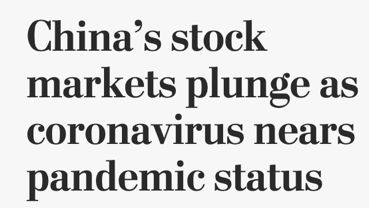 China’s stock
markets plunge as
coronavirus nears
pandemic status